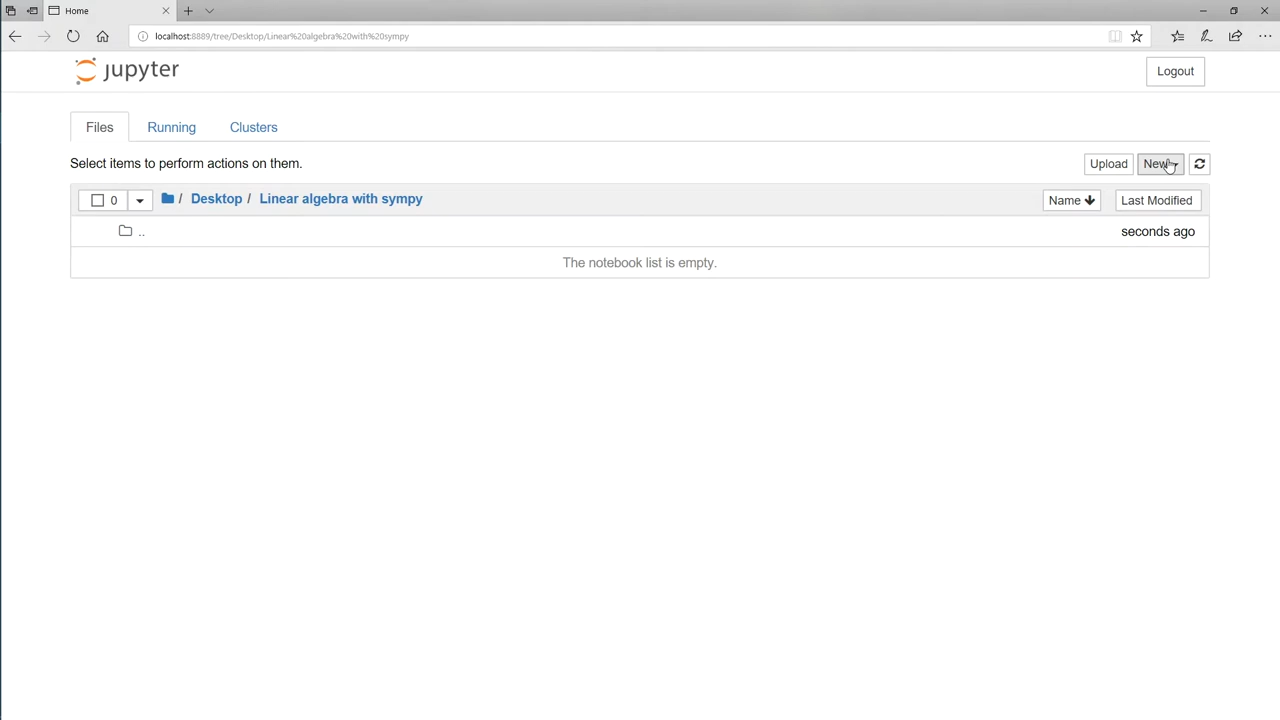 Home
localhost:8889/tree/Desktop/Linear%20algebra%20with%20sympy
jupyter
Logout
Files Running Clusters
Select items to perform actions on them.
Upload New
0 / Desktop / Linear algebra with sympy Name Last Modified
.. seconds ago
The notebook list is empty.